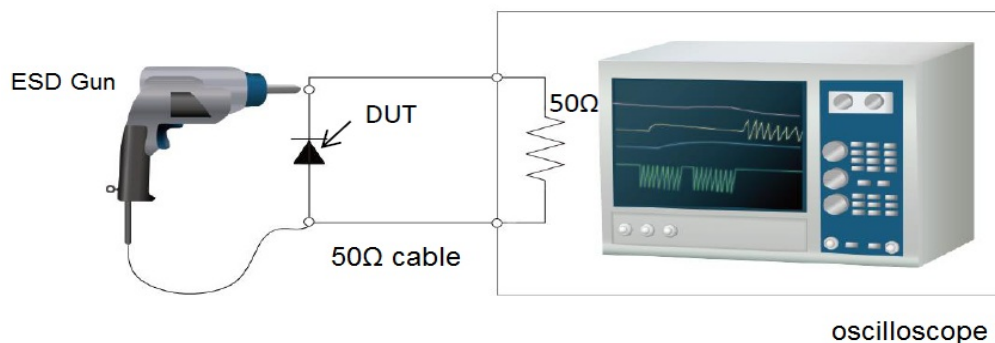 ESD Gun
DUT
50Ω
50Ω cable
oscilloscope